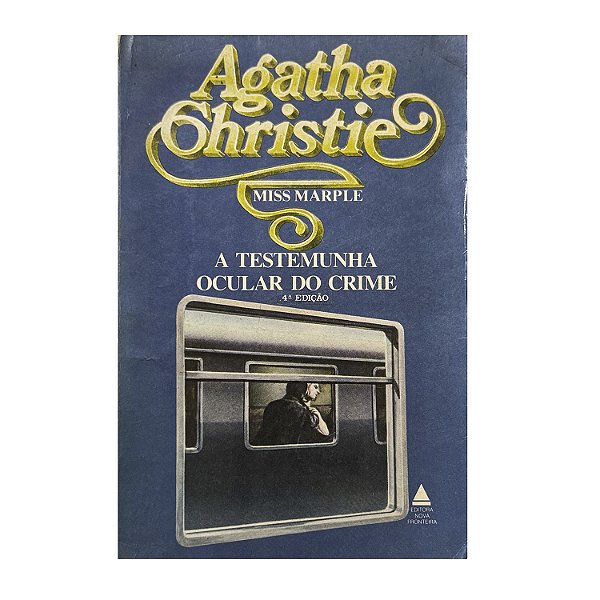 Agatha
Christie
MISS MARPLE
A TESTEMUNHA
OCULAR DO CRIME
4ª EDIÇÃO
EDITORA
NOVA
FRONTEIRA